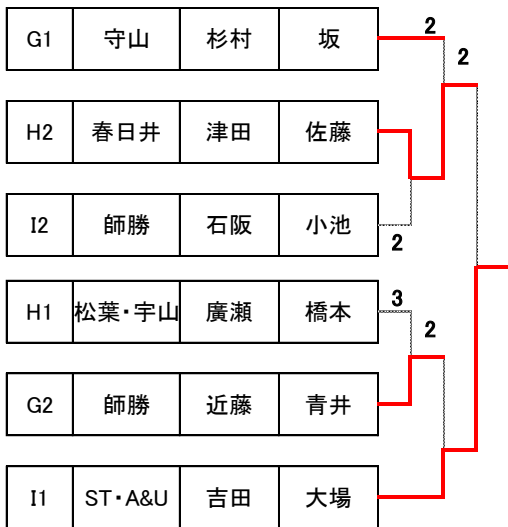 2
G1 守山 杉村 坂
2
H2 春日井 津田 佐藤
I2 師勝 石阪 小池
2
H1 松葉・宇山 廣瀬 橋本
3
2
G2 師勝 近藤 青井
I1 ST・A&U 吉田 大場